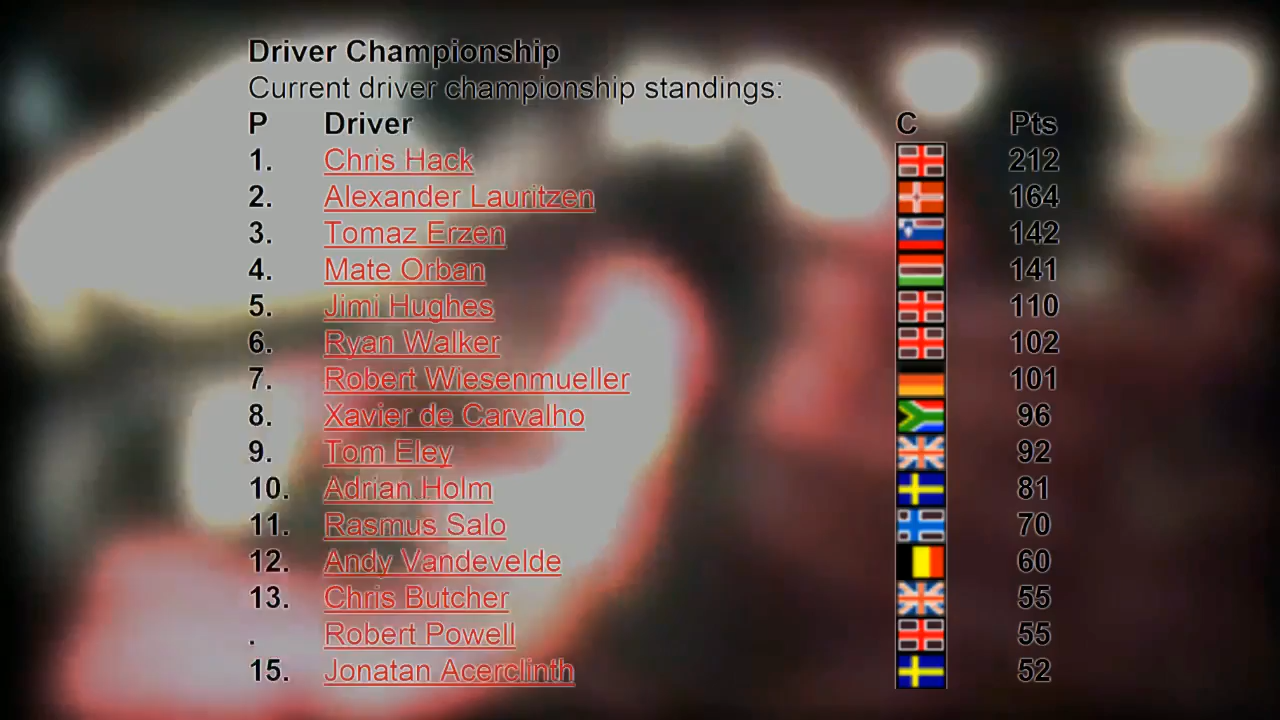 Driver Championship
Current driver championship standings:
P Driver C Pts
1. Chris Hack 212
2. Alexander Lauritzen 164
3. Tomaz Erzen 142
4. Mate Orban 141
5. Jimi Hughes 110
6. Ryan Walker 102
7. Robert Wiesenmueller 101
8. Xavier de Carvalho 96
9. Tom Eley 92
10. Adrian Holm 81
11. Rasmus Salo 70
12. Andy Vandevelde 60
13. Chris Butcher 55
. Robert Powell 55
15. Jonatan Acerclinth 52